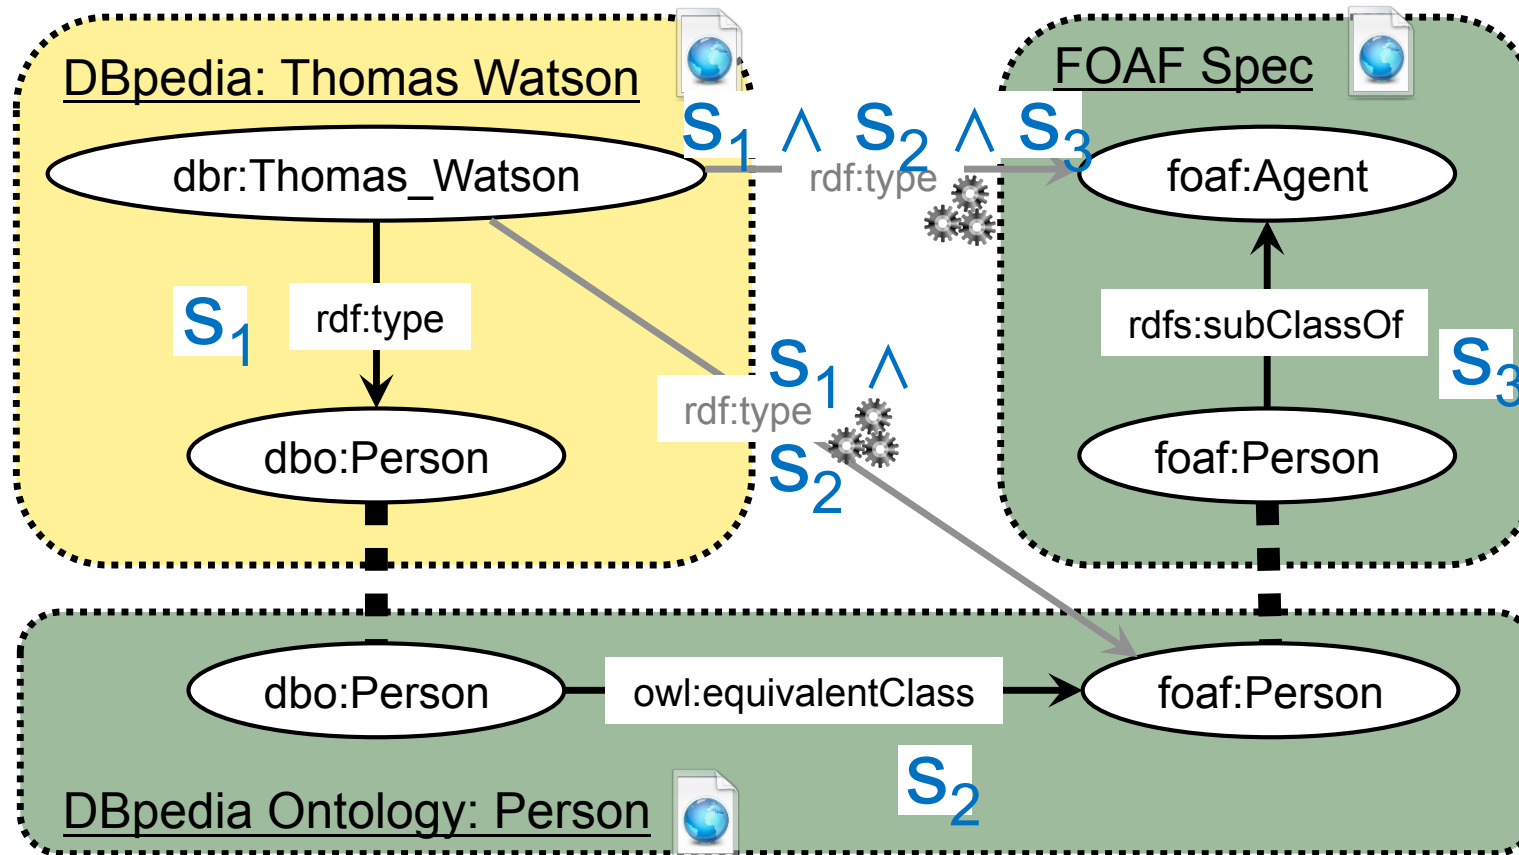 DBpedia: Thomas Watson
FOAF Spec
s1 ∧ s2 ∧ s3
dbr:Thomas_Watson
rdf:type
foaf:Agent
s1
rdf:type
rdfs:subClassOf
s3
s1 ∧
rdf:type
s2
dbo:Person
foaf:Person
dbo:Person
owl:equivalentClass
foaf:Person
s2
DBpedia Ontology: Person